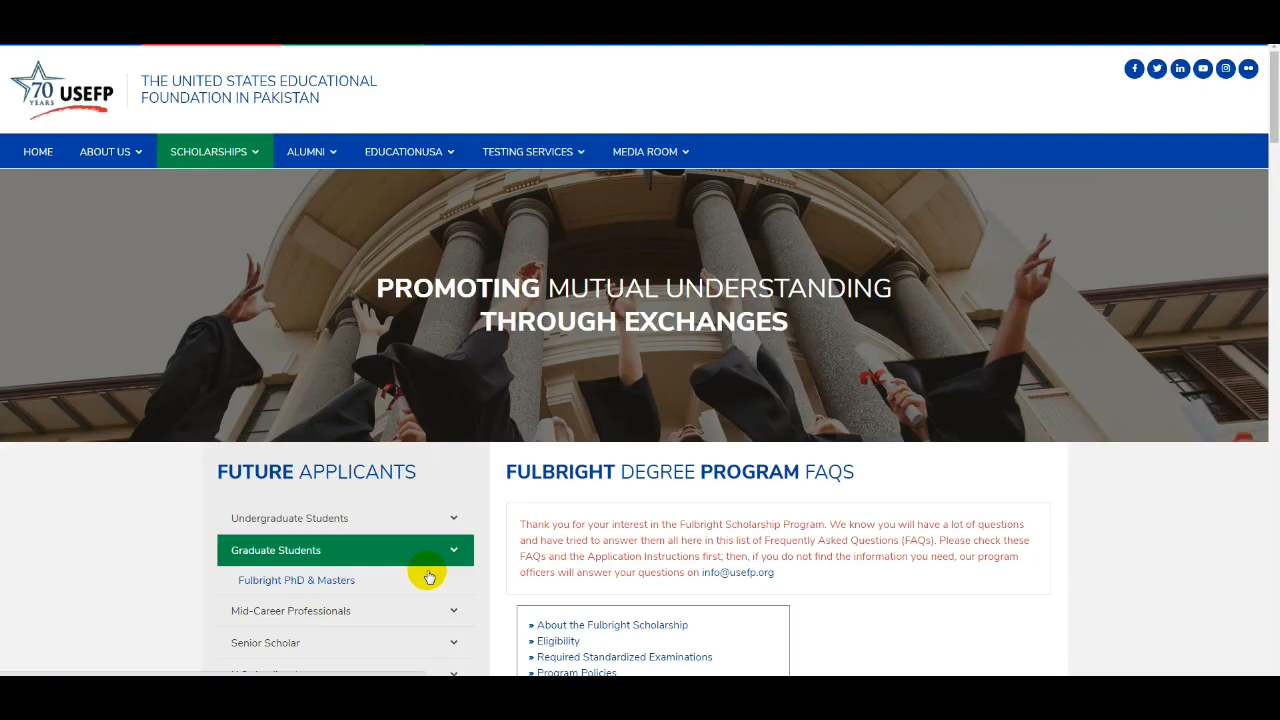 70
YEARS
USEFP
THE UNITED STATES EDUCATIONAL
FOUNDATION IN PAKISTAN
HOME
ABOUT US
SCHOLARSHIPS
ALUMNI
EDUCATIONUSA
TESTING SERVICES
MEDIA ROOM
PROMOTING MUTUAL UNDERSTANDING
THROUGH EXCHANGES
FUTURE APPLICANTS
Undergraduate Students
Graduate Students
Fulbright PhD & Masters
Mid-Career Professionals
Senior Scholar
FULBRIGHT DEGREE PROGRAM FAQS
Thank you for your interest in the Fulbright Scholarship Program. We know you will have a lot of questions
and have tried to answer them all here in this list of Frequently Asked Questions (FAQs). Please check these
FAQs and the Application Instructions first; then, if you do not find the information you need, our program
officers will answer your questions on info@usefp.org
» About the Fulbright Scholarship
» Eligibility
» Required Standardized Examinations
» Program Policies